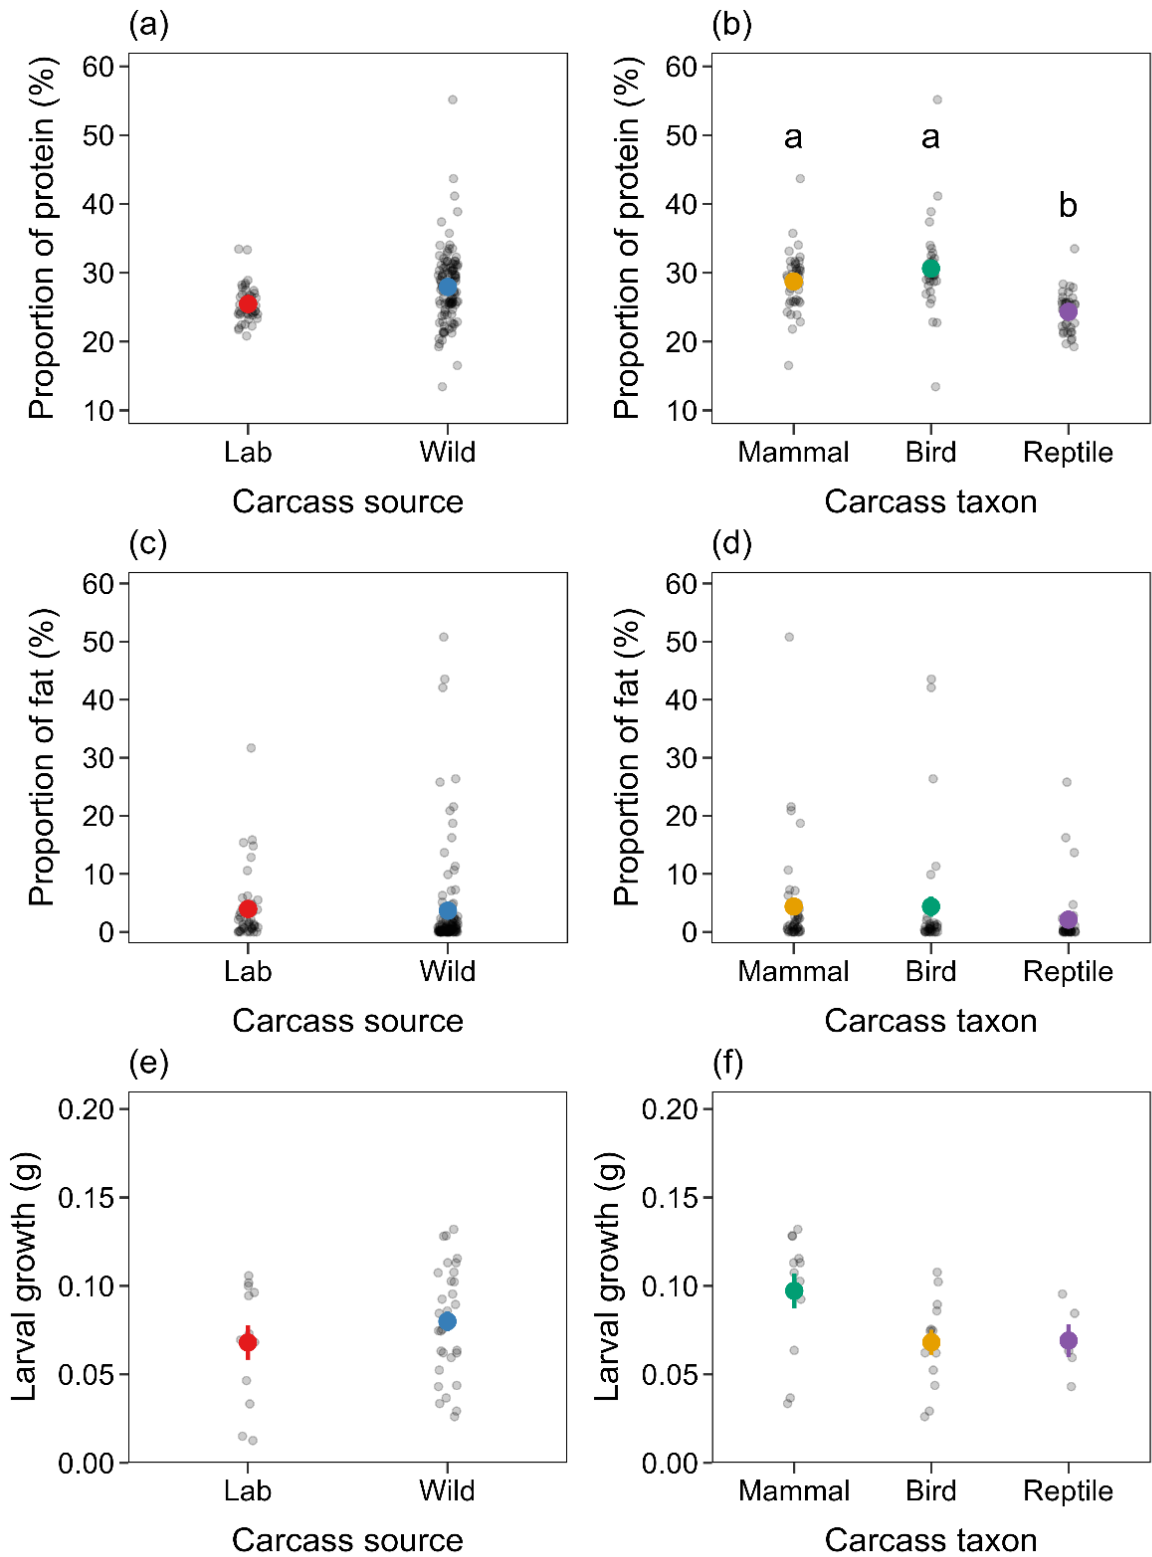 (a)
Proportion of protein (%)
60
50
40
30
20
10
Lab Wild
Carcass source
(b)
Proportion of protein (%)
60
50
40
30
20
10
a a b
Mammal Bird Reptile
Carcass taxon
(c)
Proportion of fat (%)
60
50
40
30
20
10
0
Lab Wild
Carcass source
(d)
Proportion of fat (%)
60
50
40
30
20
10
0
Mammal Bird Reptile
Carcass taxon
(e)
Larval growth (g)
0.20
0.15
0.10
0.05
0.00
Lab Wild
Carcass source
(f)
Larval growth (g)
0.20
0.15
0.10
0.05
0.00
Mammal Bird Reptile
Carcass taxon